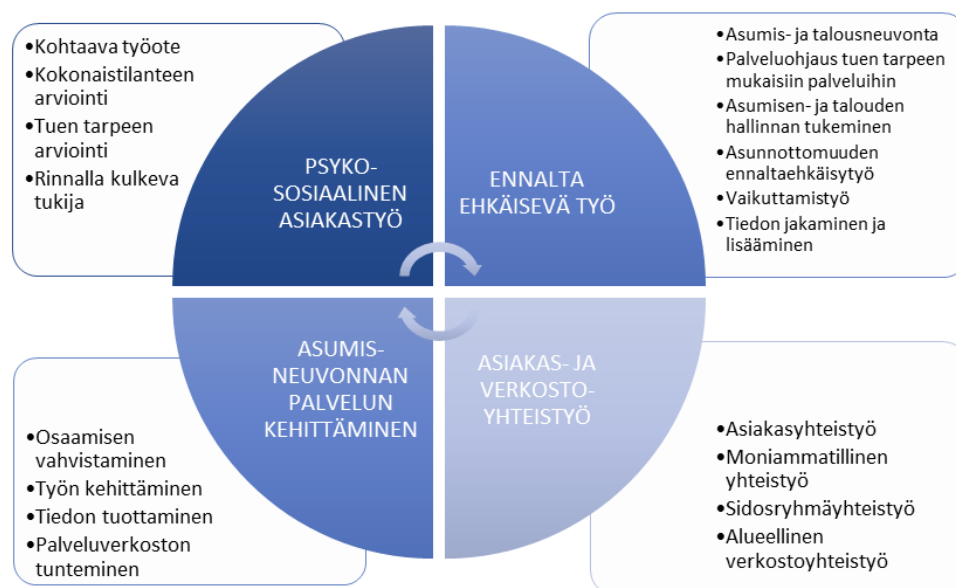 •Kohtaava työote
•Kokonaistilanteen
arviointi
•Tuen tarpeen
arviointi
•Rinnalla kulkeva
tukija
PSYKO-
SOSIAALINEN
ASIAKASTYÖ
ENNALTA
EHKÄISEVÄ TYÖ
•Asumis- ja talousneuvonta
•Palveluohjaus tuen tarpeen
mukaisiin palveluihin
•Asumisen- ja talouden
hallinnan tukeminen
•Asunnottomuuden
ennaltaehkäisytyö
•Vaikuttamistyö
•Tiedon jakaminen ja
lisääminen
•Osaamisen
vahvistaminen
•Työn kehittäminen
•Tiedon tuottaminen
•Palveluverkoston
tunteminen
ASUMIS-
NEUVONNAN
PALVELUN
KEHITTÄMINEN
ASIAKAS- JA
VERKOSTO-
YHTEISTYÖ
•Asiakasyhteistyö
•Moniammatillinen
yhteistyö
•Sidosryhmäyhteistyö
•Alueellinen
verkostoyhteistyö